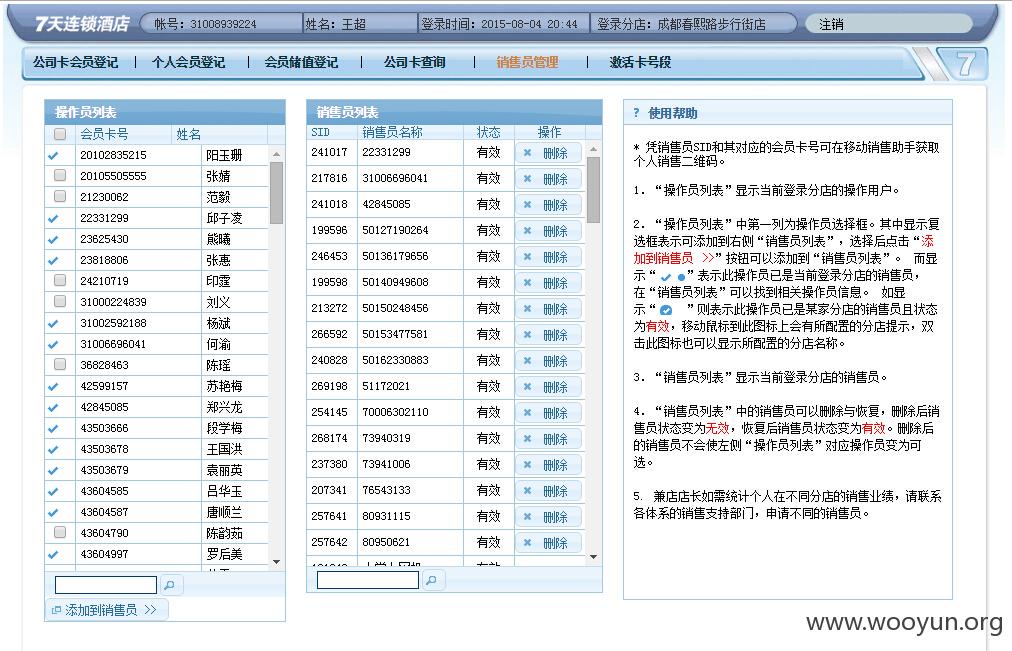 7天连锁酒店 帐号：31008939224 姓名：王超 登录时间：2015-08-04 20:44 登录分店：成都春熙路步行街店 注销
公司卡会员登记 | 个人会员登记 | 会员储值登记 | 公司卡查询 | 销售员管理 | 激活卡号段 7
操作员列表
会员卡号 姓名
20102835215 阳玉珊
20105505555 张婧
21230062 范毅
22331299 邱子凌
23625430 熊曦
23818806 张惠
24210719 印霆
31000224839 刘义
31002592188 杨斌
31006696041 何渝
36828463 陈瑶
42599157 苏艳梅
42845085 郑兴龙
43503666 段学梅
43503678 王国洪
43503679 袁丽英
43604585 吕华玉
43604587 唐顺兰
43604790 陈韵茹
43604997 罗后美
添加到销售员 >>
销售员列表
SID 销售员名称 状态 操作
241017 22331299 有效 × 删除
217816 31006696041 有效 × 删除
241018 42845085 有效 × 删除
199596 50127190264 有效 × 删除
246453 50136179656 有效 × 删除
199598 50140949608 有效 × 删除
213272 50150248456 有效 × 删除
266592 50153477581 有效 × 删除
240828 50162330883 有效 × 删除
269198 51172021 有效 × 删除
254145 70006302110 有效 × 删除
268174 73940319 有效 × 删除
237380 73941006 有效 × 删除
207341 76543133 有效 × 删除
257641 80931115 有效 × 删除
257642 80950621 有效 × 删除
? 使用帮助
* 凭销售员SID和其对应的会员卡号可在移动销售助手获取
个人销售二维码。
1. “操作员列表”显示当前登录分店的操作用户。
2. “操作员列表”中第一列为操作员选择框。其中显示复
选框表示可添加到右侧“销售员列表”，选择后点击“添
加到销售员 >>”按钮可以添加到“销售员列表”。 而显
示“ ”表示此操作员已是当前登录分店的销售员，
在“销售员列表”可以找到相关操作员信息。 如显
示“ ”则表示此操作员已是某家分店的销售员且状态
为有效，移动鼠标到此图标上会有所配置的分店提示，双
击此图标也可以显示所配置的分店名称。
3. “销售员列表”显示当前登录分店的销售员。
4. “销售员列表”中的销售员可以删除与恢复，删除后销
售员状态变为无效，恢复后销售员状态变为有效。删除后
的销售员不会使左侧“操作员列表”对应操作员变为可
选。
5. 兼店店长如需统计个人在不同分店的销售业绩，请联系
各体系的销售支持部门，申请不同的销售员。
www.wooyun.org